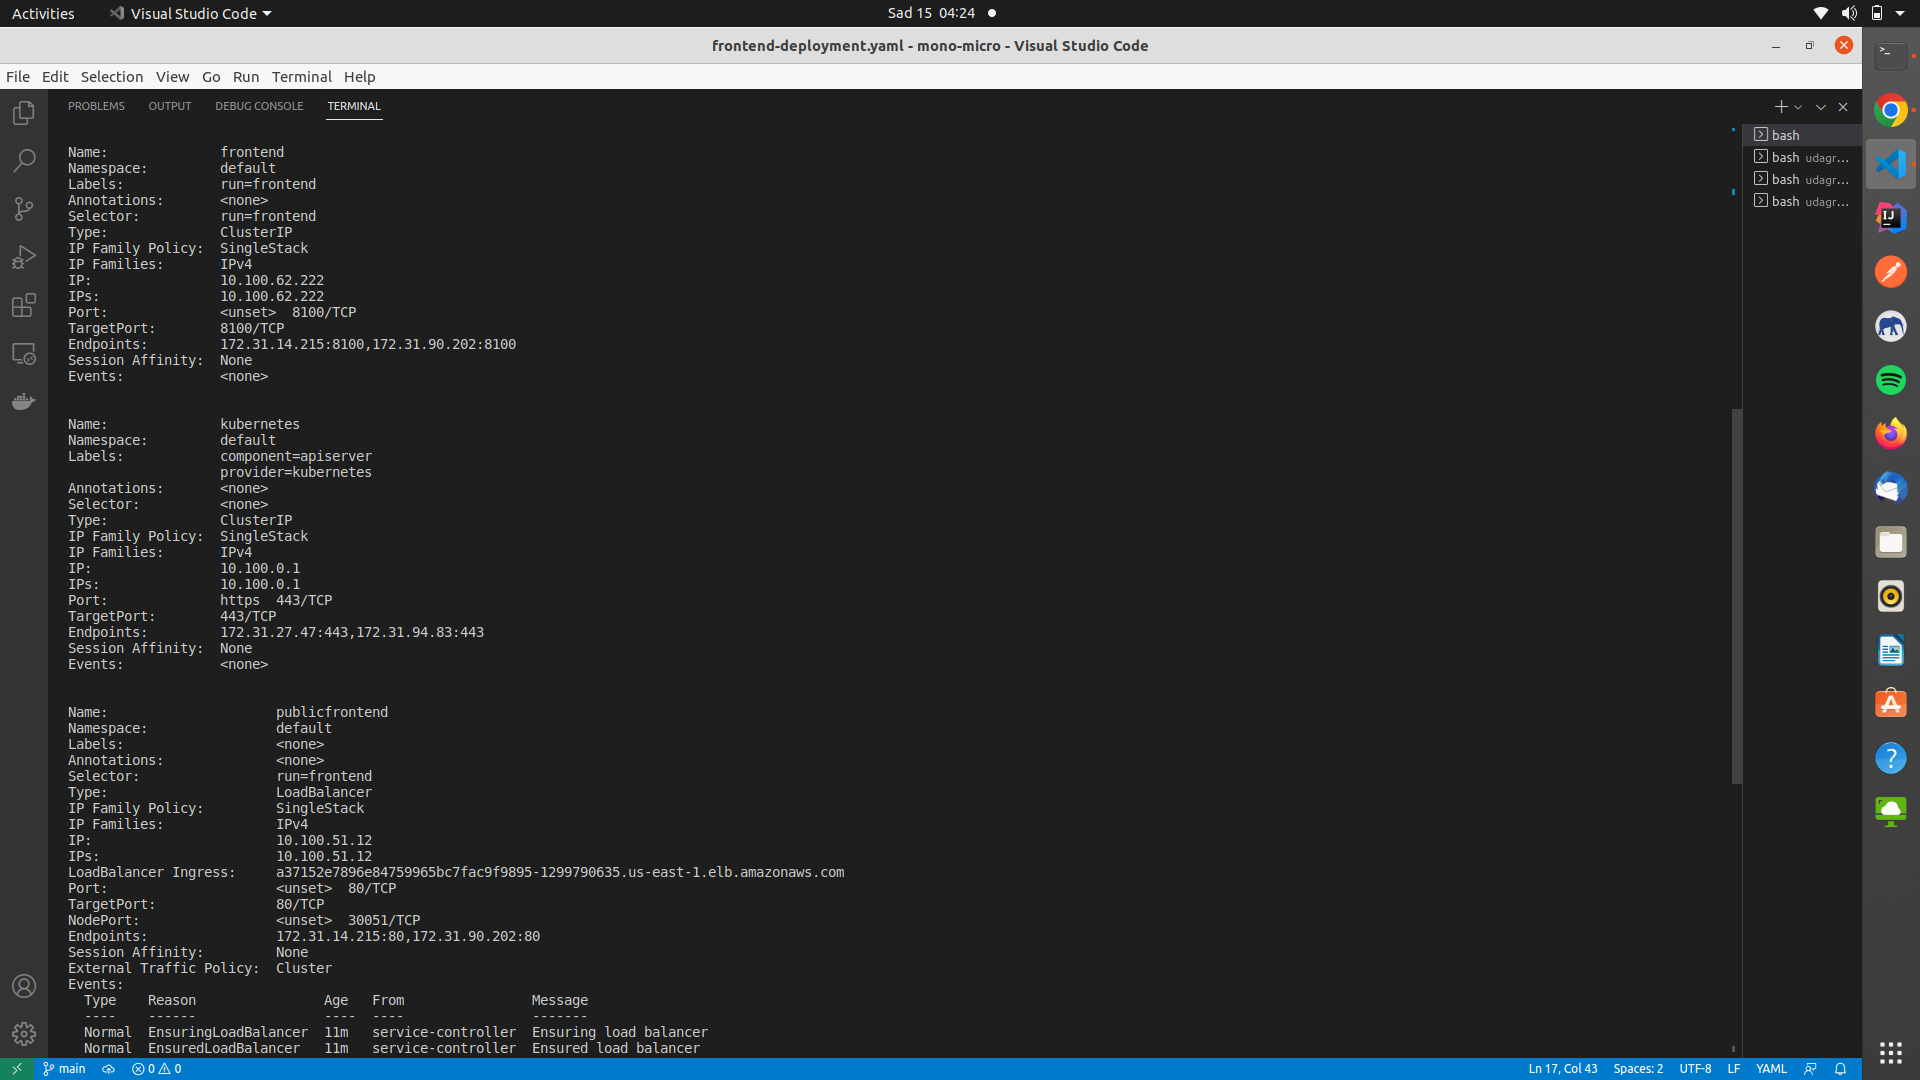 Activities
Visual Studio Code
Sad 15 04:24
frontend-deployment.yaml - mono-micro - Visual Studio Code
File Edit Selection View Go Run Terminal Help
PROBLEMS OUTPUT DEBUG CONSOLE TERMINAL
bash
bash udagr...
bash udagr...
bash udagr...
Name: frontend
Namespace: default
Labels: run=frontend
Annotations: <none>
Selector: run=frontend
Type: ClusterIP
IP Family Policy: SingleStack
IP Families: IPv4
IP: 10.100.62.222
IPs: 10.100.62.222
Port: <unset> 8100/TCP
TargetPort: 8100/TCP
Endpoints: 172.31.14.215:8100,172.31.90.202:8100
Session Affinity: None
Events: <none>
Name: kubernetes
Namespace: default
Labels: component=apiserver
provider=kubernetes
Annotations: <none>
Selector: <none>
Type: ClusterIP
IP Family Policy: SingleStack
IP Families: IPv4
IP: 10.100.0.1
IPs: 10.100.0.1
Port: https 443/TCP
TargetPort: 443/TCP
Endpoints: 172.31.27.47:443,172.31.94.83:443
Session Affinity: None
Events: <none>
Name: publicfrontend
Namespace: default
Labels: <none>
Annotations: <none>
Selector: run=frontend
Type: LoadBalancer
IP Family Policy: SingleStack
IP Families: IPv4
IP: 10.100.51.12
IPs: 10.100.51.12
LoadBalancer Ingress: a37152e7896e84759965bc7fac9f9895-1299790635.us-east-1.elb.amazonaws.com
Port: <unset> 80/TCP
TargetPort: 80/TCP
NodePort: <unset> 30051/TCP
Endpoints: 172.31.14.215:80,172.31.90.202:80
Session Affinity: None
External Traffic Policy: Cluster
Events:
Type Reason Age From Message
---- ------ ---- ---- -------
Normal EnsuringLoadBalancer 11m service-controller Ensuring load balancer
Normal EnsuredLoadBalancer 11m service-controller Ensured load balancer
main 0 0 Ln 17, Col 43 Spaces: 2 UTF-8 LF YAML